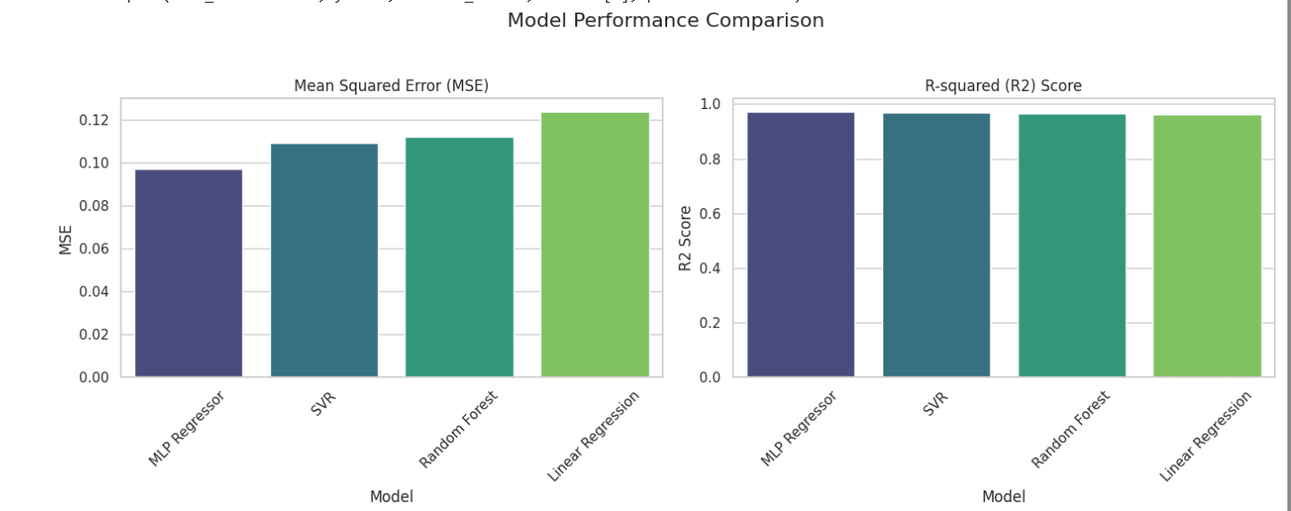 Model Performance Comparison
Mean Squared Error (MSE)
MSE
0.12
0.10
0.08
0.06
0.04
0.02
0.00
MLP Regressor
SVR
Random Forest
Linear Regression
Model
R-squared (R2) Score
R2 Score
1.0
0.8
0.6
0.4
0.2
0.0
MLP Regressor
SVR
Random Forest
Linear Regression
Model